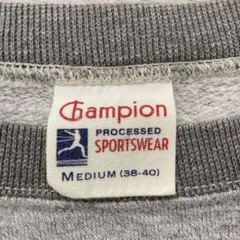 Champion
PROCESSED
SPORTSWEAR
MEDIUM (38-40)